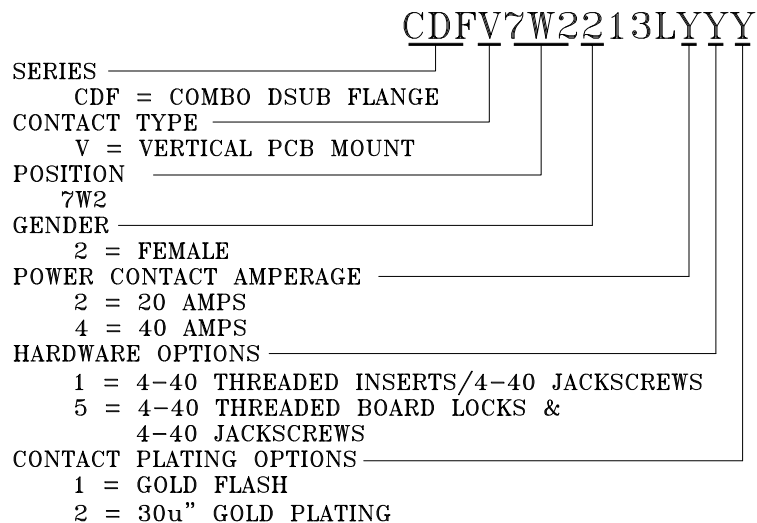 CDFV7W2213LYYY
SERIES
CDF = COMBO DSUB FLANGE
CONTACT TYPE
V = VERTICAL PCB MOUNT
POSITION
7W2
GENDER
2 = FEMALE
POWER CONTACT AMPERAGE
2 = 20 AMPS
4 = 40 AMPS
HARDWARE OPTIONS
1 = 4-40 THREADED INSERTS/4-40 JACKSCREWS
5 = 4-40 THREADED BOARD LOCKS &
4-40 JACKSCREWS
CONTACT PLATING OPTIONS
1 = GOLD FLASH
2 = 30u" GOLD PLATING